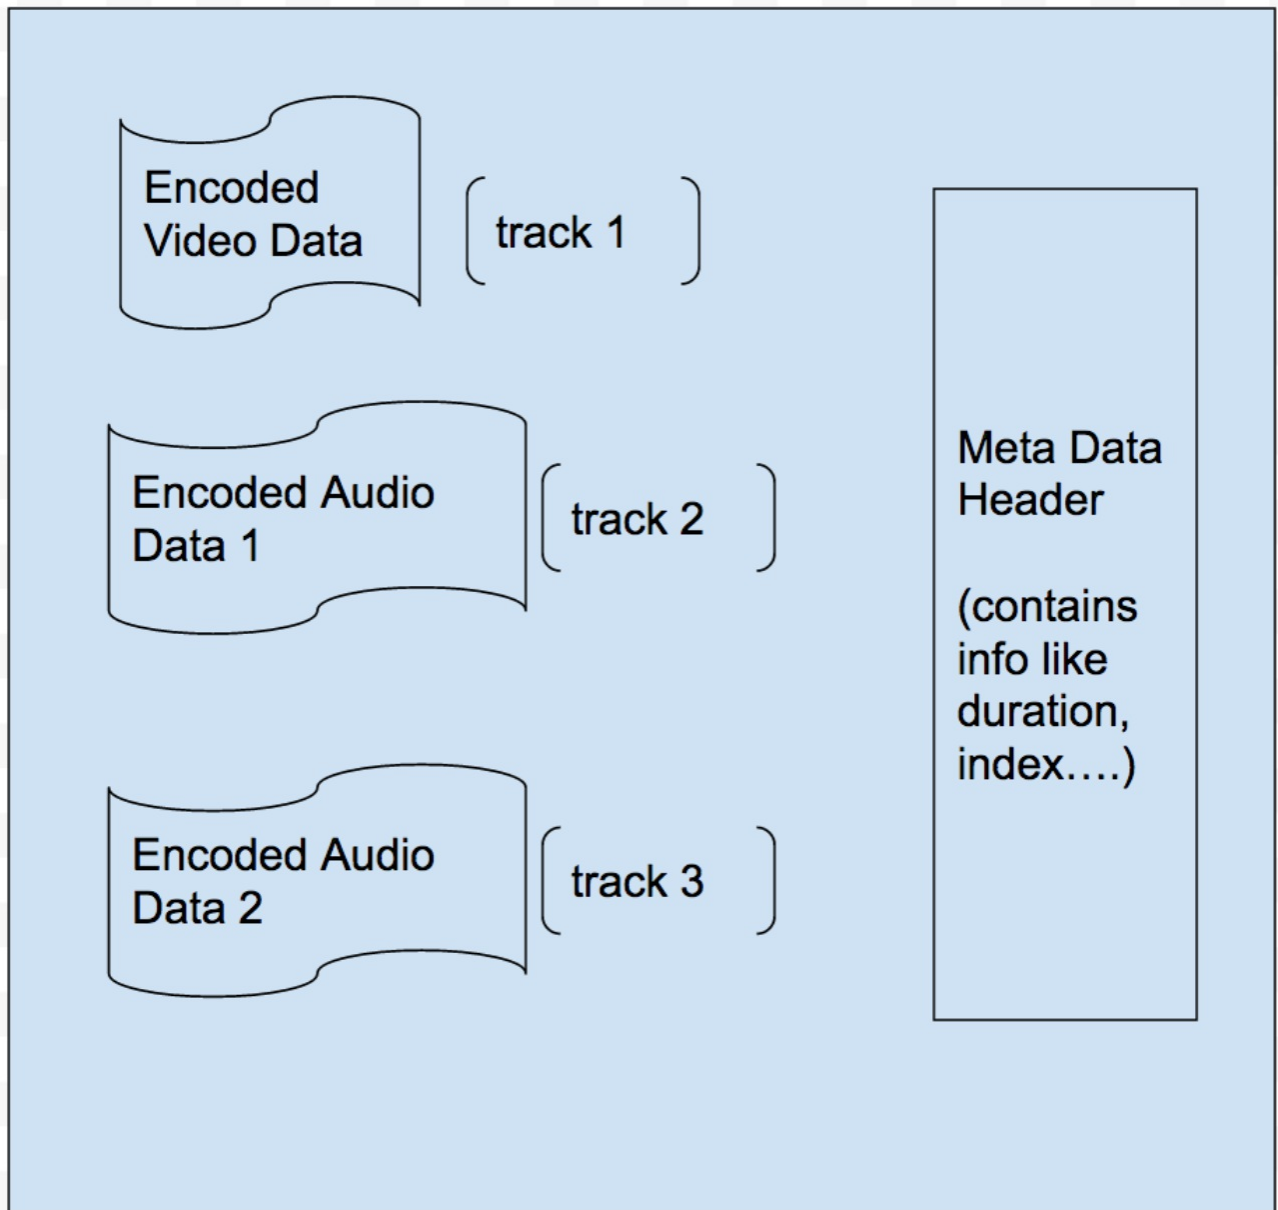 Encoded
Video Data
track 1
Encoded Audio
Data 1
track 2
Encoded Audio
Data 2
track 3
Meta Data
Header
(contains
info like
duration,
index....)